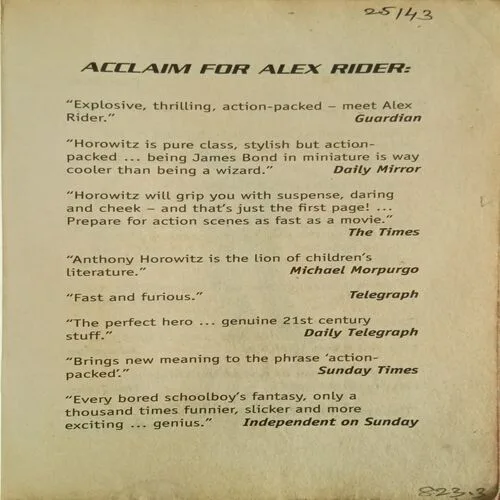 25/43
ACCLAIM FOR ALEX RIDER:
"Explosive, thrilling, action-packed – meet Alex
Rider." Guardian
"Horowitz is pure class, stylish but action-
packed ... being James Bond in miniature is way
cooler than being a wizard." Daily Mirror
"Horowitz will grip you with suspense, daring
and cheek – and that's just the first page! ...
Prepare for action scenes as fast as a movie."
The Times
"Anthony Horowitz is the lion of children's
literature." Michael Morpurgo
"Fast and furious." Telegraph
"The perfect hero ... genuine 21st century
stuff." Daily Telegraph
"Brings new meaning to the phrase 'action-
packed'." Sunday Times
"Every bored schoolboy's fantasy, only a
thousand times funnier, slicker and more
exciting ... genius." Independent on Sunday
823.3